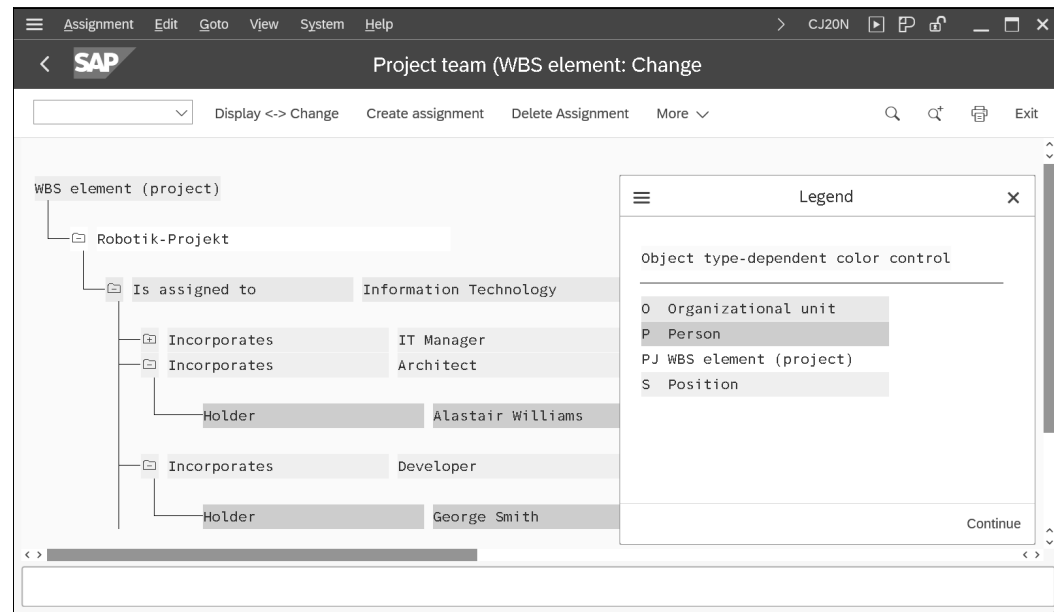 Assignment Edit Goto View System Help CJ20N
SAP Project team (WBS element: Change
Display <-> Change Create assignment Delete Assignment More Exit
WBS element (project)
Robotik-Projekt
Is assigned to Information Technology
Incorporates IT Manager
Incorporates Architect
Holder Alastair Williams
Incorporates Developer
Holder George Smith
Legend
Object type-dependent color control
O Organizational unit
P Person
PJ WBS element (project)
S Position
Continue